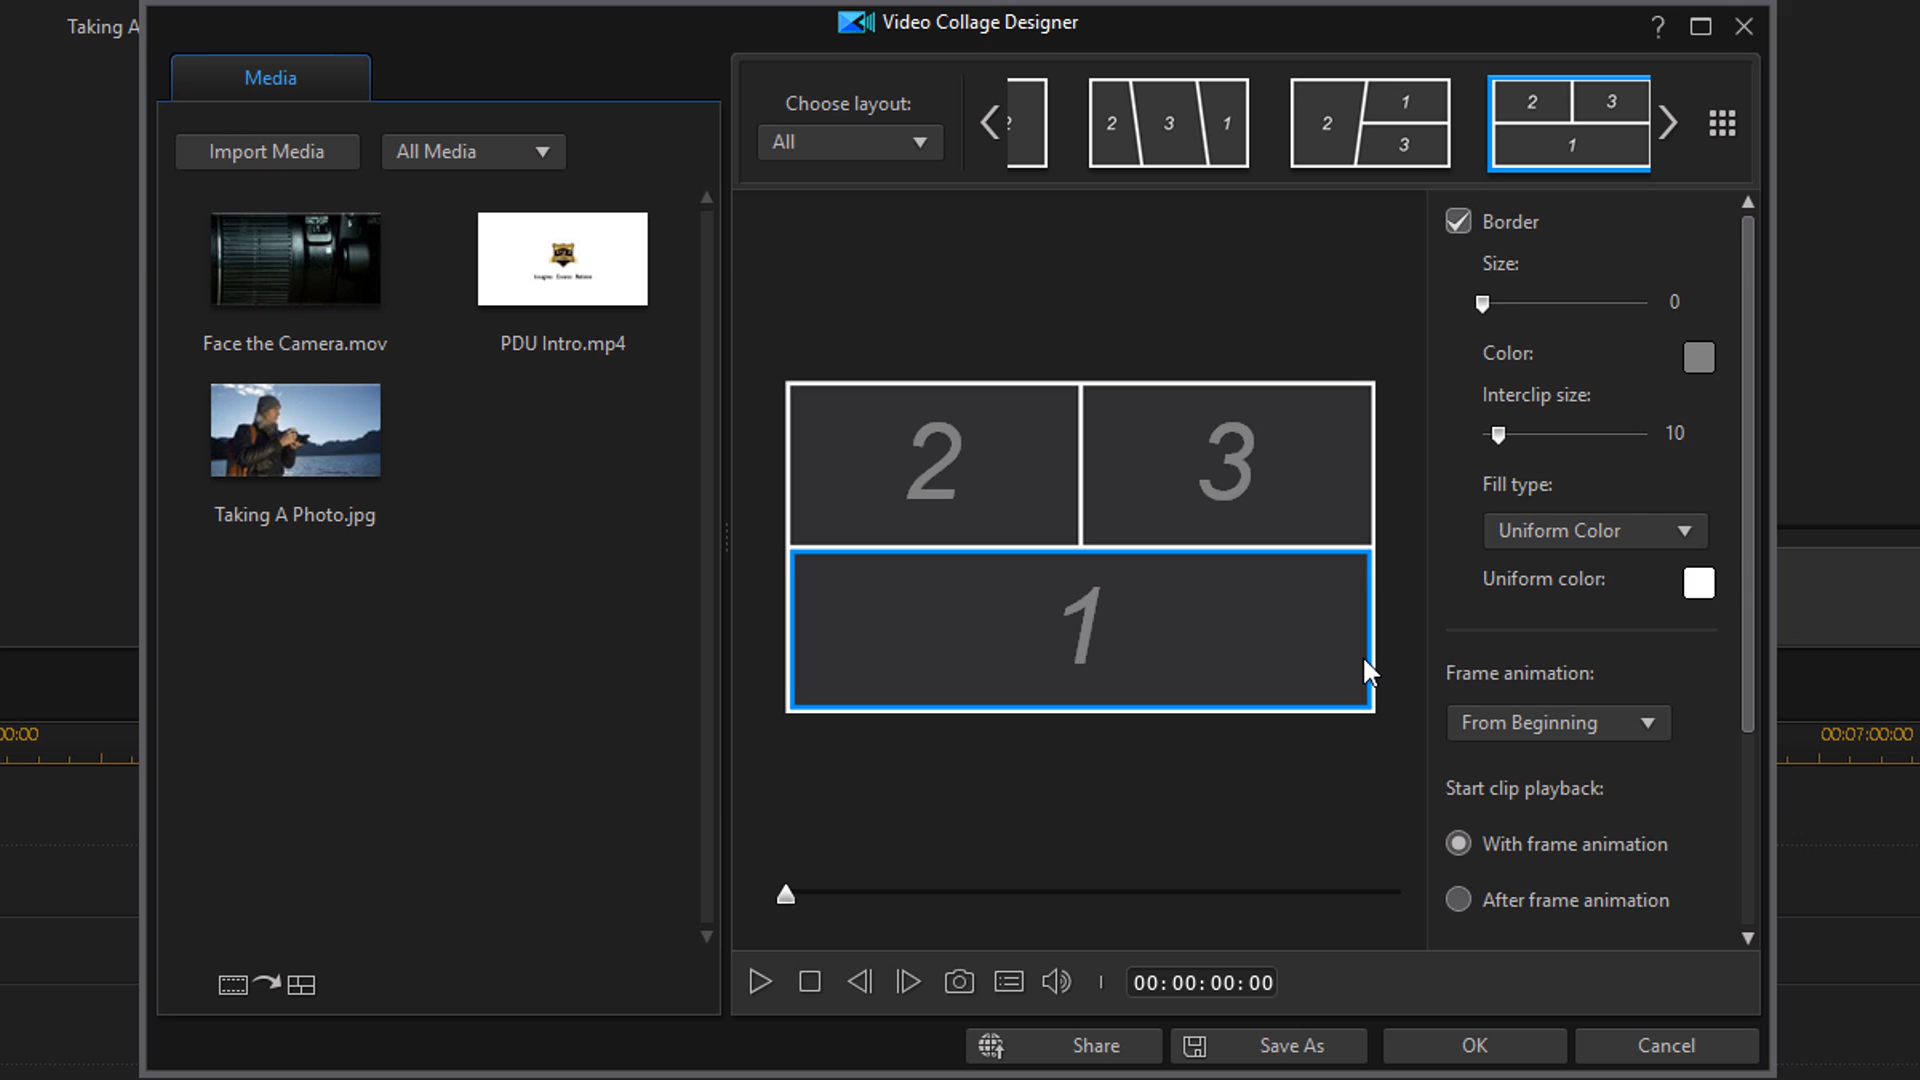 Taking A
Video Collage Designer
?
Media
Choose layout:
All
2 3 1
2 1 3
2 3 1
Import Media
All Media
Face the Camera.mov
PDU Intro.mp4
Taking A Photo.jpg
2
3
1
Border
Size:
0
Color:
Interclip size:
10
Fill type:
Uniform Color
Uniform color:
Frame animation:
From Beginning
Start clip playback:
With frame animation
After frame animation
00:00
00:07:00:00
00:00:00:00
Share
Save As
OK
Cancel